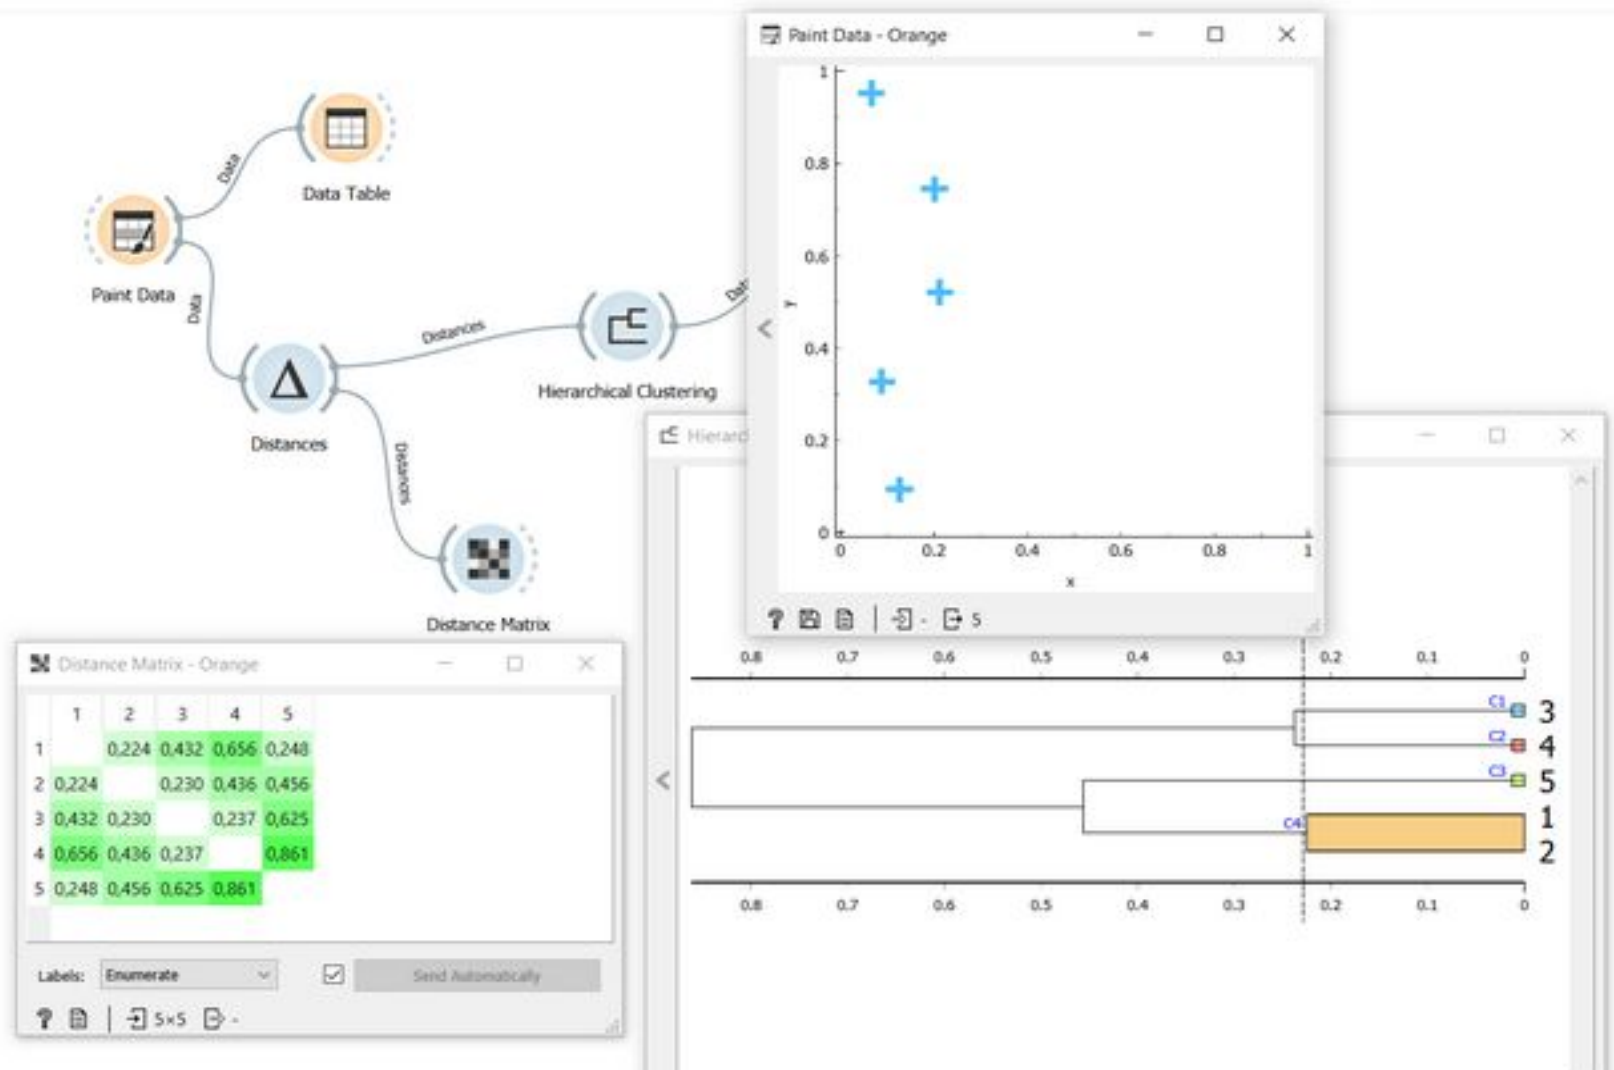 Paint Data - Orange
1
0.8
0.6
0.4
0.2
0
Y
0 0.2 0.4 0.6 0.8 1
x
? - 5
Data
Data Table
Paint Data
Data
Distances
Distances
Hierarchical Clustering
Distances
Distance Matrix
Distance Matrix - Orange
1 2 3 4 5
1 0,224 0,432 0,656 0,248
2 0,224 0,230 0,436 0,456
3 0,432 0,230 0,237 0,625
4 0,656 0,436 0,237 0,861
5 0,248 0,456 0,625 0,861
Labels: Enumerate Send Automatically
? 5×5 -
0.8 0.7 0.6 0.5 0.4 0.3 0.2 0.1 0
C1 3
C2 4
C3 5
C4 1
2
0.8 0.7 0.6 0.5 0.4 0.3 0.2 0.1 0